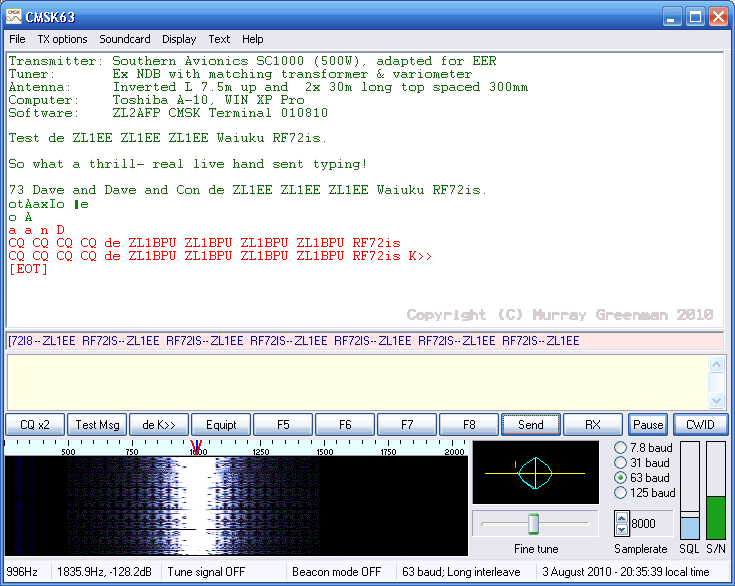 CMSK63
File TX options Soundcard Display Text Help
Transmitter: Southern Avionics SC1000 (500W), adapted for EER
Tuner: Ex NDB with matching transformer & variometer
Antenna: Inverted L 7.5m up and 2x 30m long top spaced 300mm
Computer: Toshiba A-10, WIN XP Pro
Software: ZL2AFP CMSK Terminal 010810
Test de ZL1EE ZL1EE ZL1EE Waiuku RF72is.
So what a thrill- real live hand sent typing!
73 Dave and Dave and Con de ZL1EE ZL1EE ZL1EE Waiuku RF72is.
otAaxIo ▮e
o A
a a n D
CQ CQ CQ CQ de ZL1BPU ZL1BPU ZL1BPU ZL1BPU RF72is
CQ CQ CQ CQ de ZL1BPU ZL1BPU ZL1BPU ZL1BPU RF72is K>>
[EOT]
Copyright (C) Murray Greenman 2010
[72I8--ZL1EE RF72IS--ZL1EE RF72IS--ZL1EE RF72IS--ZL1EE RF72IS--ZL1EE RF72IS--ZL1EE RF72IS--ZL1EE
CQ x2 Test Msg de K>> Equipt F5 F6 F7 F8 Send RX Pause CWID
500 750 1000 1250 1500 1750 2000
7.8 baud
31 baud
63 baud
125 baud
8000
Fine tune Samplerate SQL S/N
996Hz 1835.9Hz, -128.2dB Tune signal OFF Beacon mode OFF 63 baud; Long interleave 3 August 2010 - 20:35:39 local time